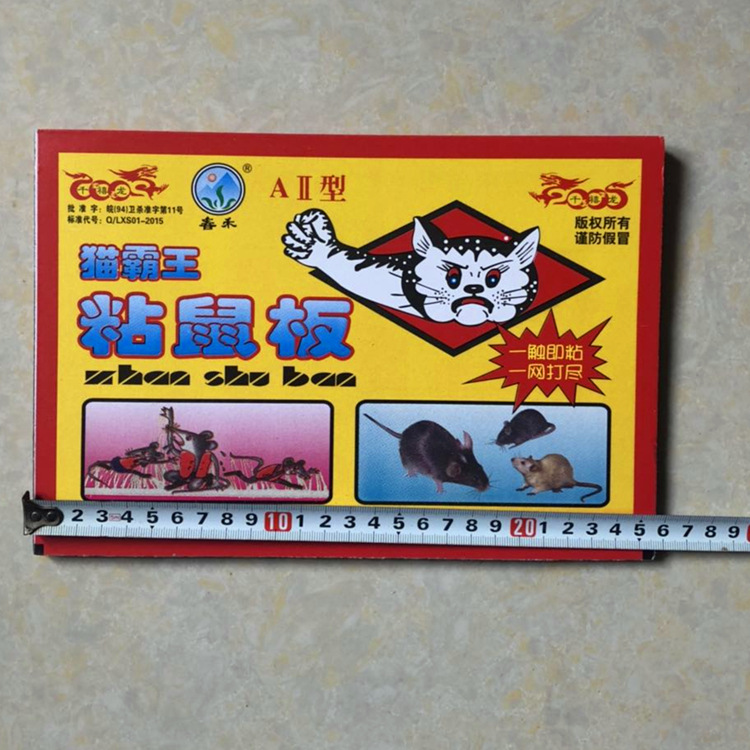 千禧龙
批 准 字：皖(94)卫杀准字第11号
标准代号：Q/LXS01-2015
®
春禾
AⅡ型
千禧龙
版权所有
谨防假冒
猫霸王
粘鼠板
zhan shu ban
一触即粘
一网打尽
2 3 4 5 6 7 8 9 10 1 2 3 4 5 6 7 8 9 20 1 2 3 4 5 6 7 8 9